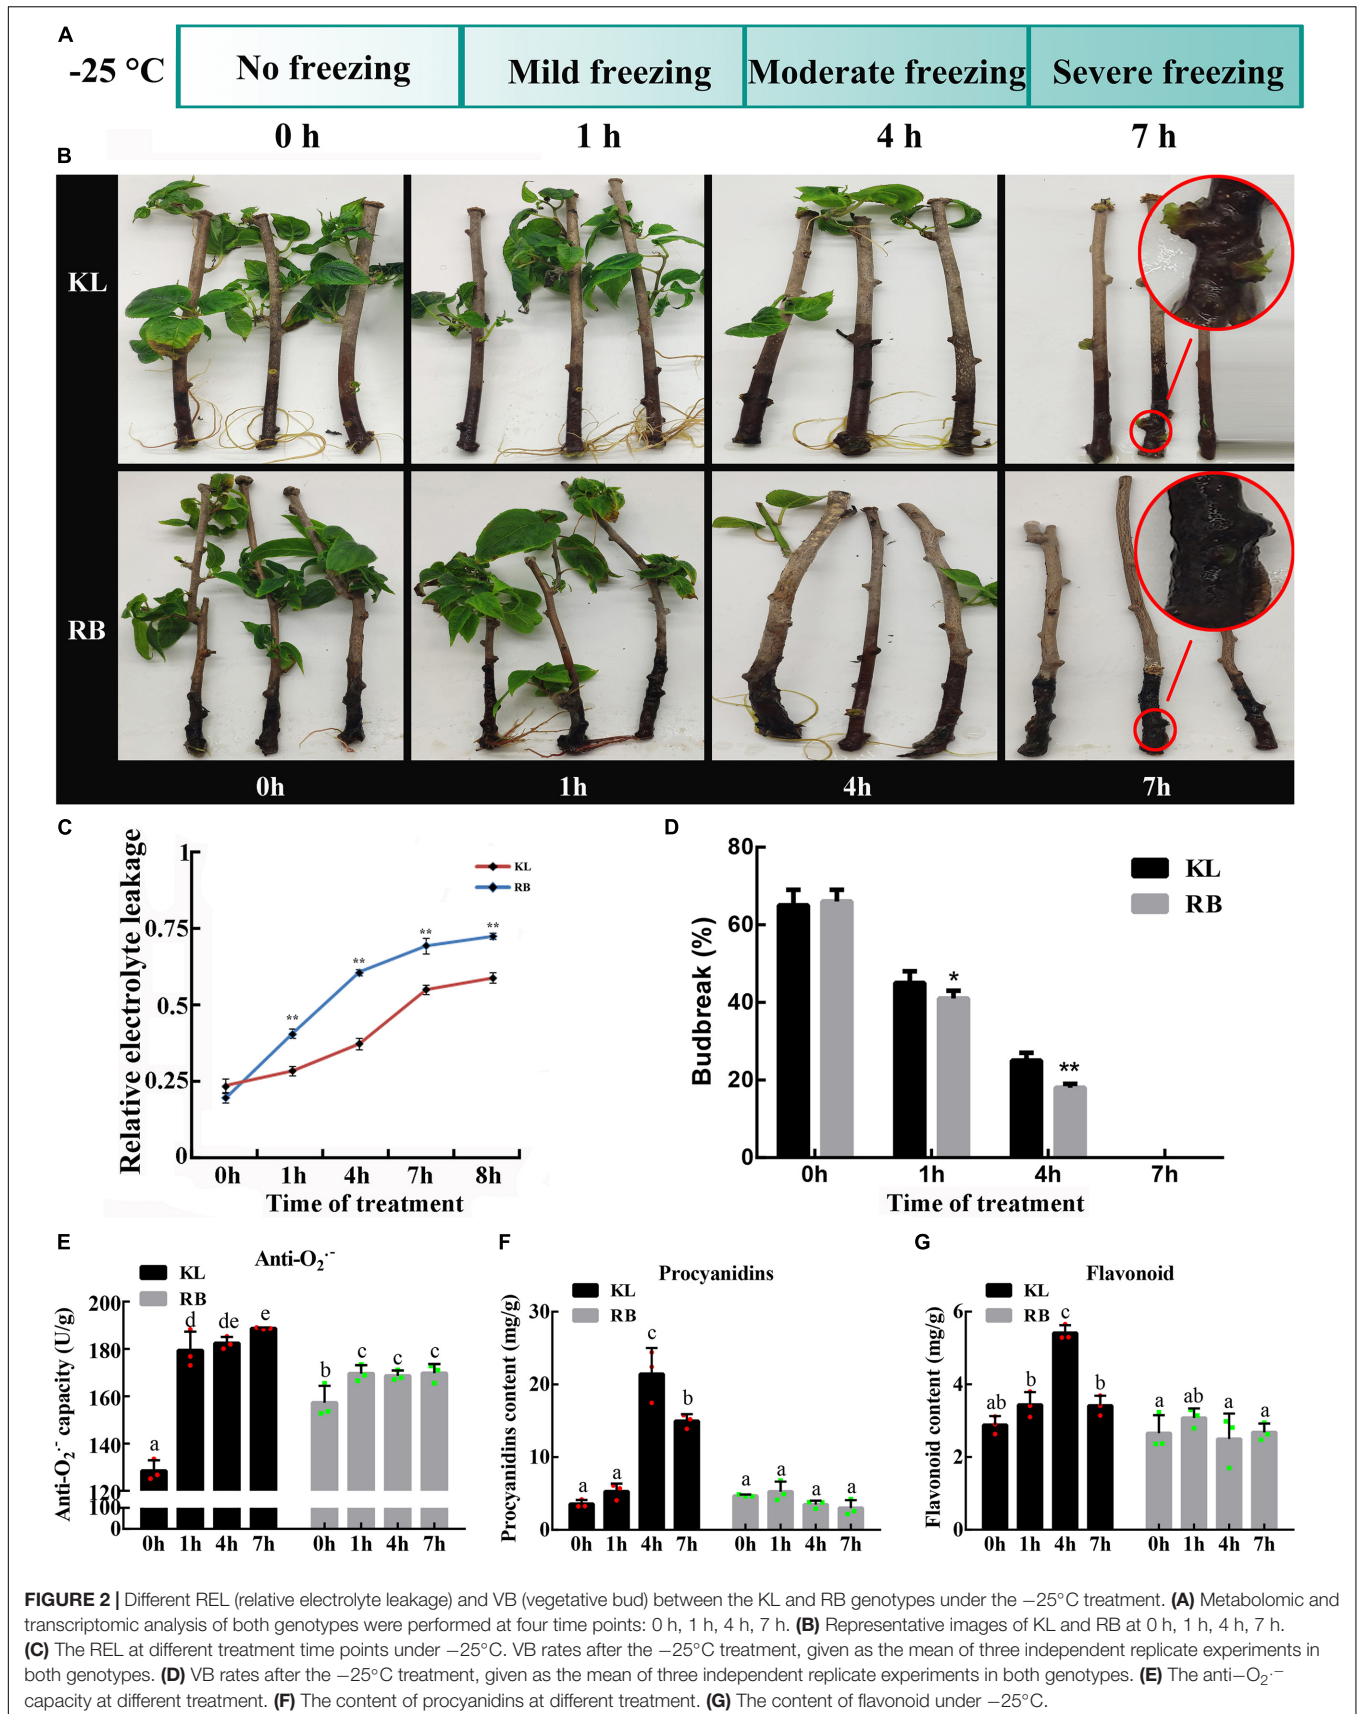 A
-25 °C
No freezing
Mild freezing
Moderate freezing
Severe freezing
0 h
1 h
4 h
7 h
B
KL
RB
0h
1h
4h
7h
C
Relative electrolyte leakage
1
0.75
0.5
0.25
0
KL
RB
**
**
**
**
0h
1h
4h
7h
8h
Time of treatment
D
Budbreak (%)
80
60
40
20
0
KL
RB
*
**
0h
1h
4h
7h
Time of treatment
E
Anti-O₂·⁻
KL
RB
Anti-O₂·⁻ capacity (U/g)
200
180
160
140
120
100
0
a
d
de
e
b
c
c
c
0h
1h
4h
7h
0h
1h
4h
7h
F
Procyanidins
KL
RB
Procyanidins content (mg/g)
30
20
10
0
a
a
c
b
a
a
a
a
0h
1h
4h
7h
0h
1h
4h
7h
G
Flavonoid
KL
RB
Flavonoid content (mg/g)
6
4
2
0
ab
b
c
b
a
ab
a
a
0h
1h
4h
7h
0h
1h
4h
7h
FIGURE 2 | Different REL (relative electrolyte leakage) and VB (vegetative bud) between the KL and RB genotypes under the −25°C treatment. (A) Metabolomic and
transcriptomic analysis of both genotypes were performed at four time points: 0 h, 1 h, 4 h, 7 h. (B) Representative images of KL and RB at 0 h, 1 h, 4 h, 7 h.
(C) The REL at different treatment time points under −25°C. VB rates after the −25°C treatment, given as the mean of three independent replicate experiments in
both genotypes. (D) VB rates after the −25°C treatment, given as the mean of three independent replicate experiments in both genotypes. (E) The anti−O₂·⁻
capacity at different treatment. (F) The content of procyanidins at different treatment. (G) The content of flavonoid under −25°C.